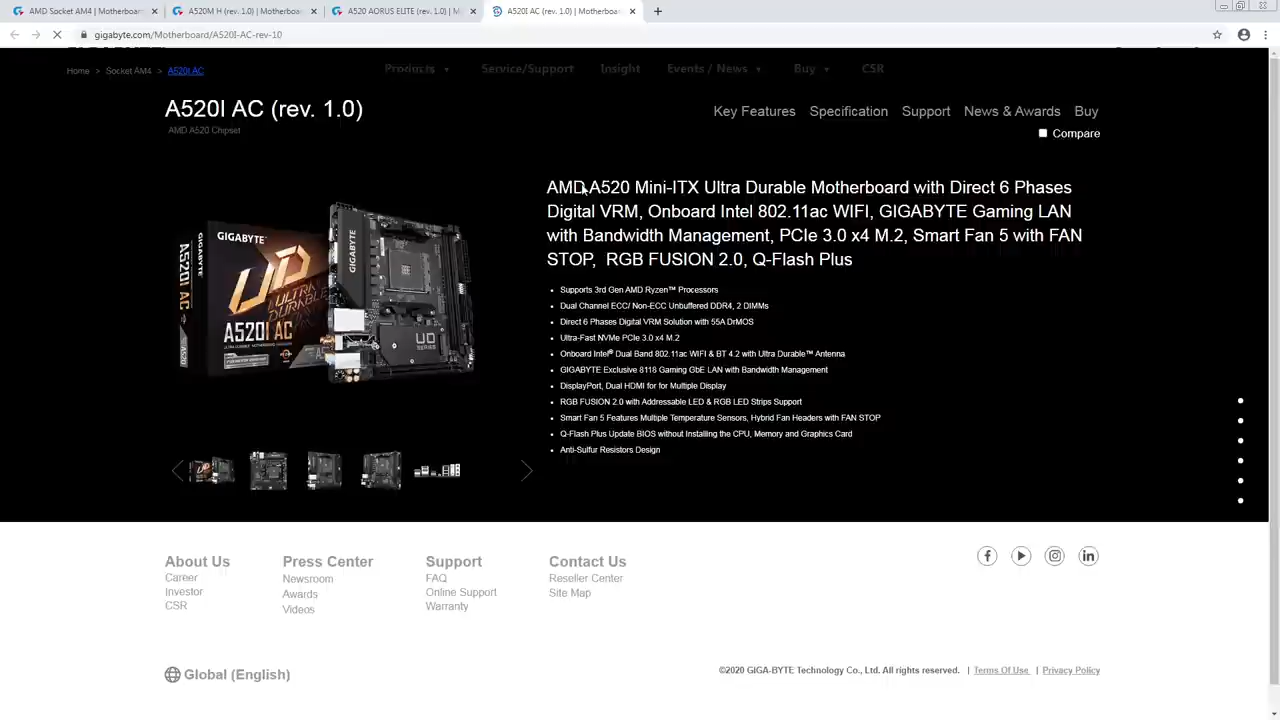 AMD Socket AM4 | Motherboard
A520M H (rev. 1.0) | Motherboard
A520 AORUS ELITE (rev. 1.0) | M
A520I AC (rev. 1.0) | Motherboard
gigabyte.com/Motherboard/A520I-AC-rev-10
Home > Socket AM4 > A520I AC
Products Service/Support Insight Events / News Buy CSR
A520I AC (rev. 1.0)
AMD A520 Chipset
Key Features Specification Support News & Awards Buy
Compare
AMD A520 Mini-ITX Ultra Durable Motherboard with Direct 6 Phases
Digital VRM, Onboard Intel 802.11ac WIFI, GIGABYTE Gaming LAN
with Bandwidth Management, PCIe 3.0 x4 M.2, Smart Fan 5 with FAN
STOP, RGB FUSION 2.0, Q-Flash Plus
• Supports 3rd Gen AMD Ryzen™ Processors
• Dual Channel ECC/ Non-ECC Unbuffered DDR4, 2 DIMMs
• Direct 6 Phases Digital VRM Solution with 55A DrMOS
• Ultra-Fast NVMe PCIe 3.0 x4 M.2
• Onboard Intel® Dual Band 802.11ac WIFI & BT 4.2 with Ultra Durable™ Antenna
• GIGABYTE Exclusive 8118 Gaming GbE LAN with Bandwidth Management
• DisplayPort, Dual HDMI for for Multiple Display
• RGB FUSION 2.0 with Addressable LED & RGB LED Strips Support
• Smart Fan 5 Features Multiple Temperature Sensors, Hybrid Fan Headers with FAN STOP
• Q-Flash Plus Update BIOS without Installing the CPU, Memory and Graphics Card
• Anti-Sulfur Resistors Design
GIGABYTE
GIGABYTE
A520I AC
UD
ULTRA
DURABLE
A520I AC
GIGABYTE
UD
SERIES
About Us
Career
Investor
CSR
Press Center
Newsroom
Awards
Videos
Support
FAQ
Online Support
Warranty
Contact Us
Reseller Center
Site Map
Global (English)
©2020 GIGA-BYTE Technology Co., Ltd. All rights reserved. | Terms Of Use | Privacy Policy